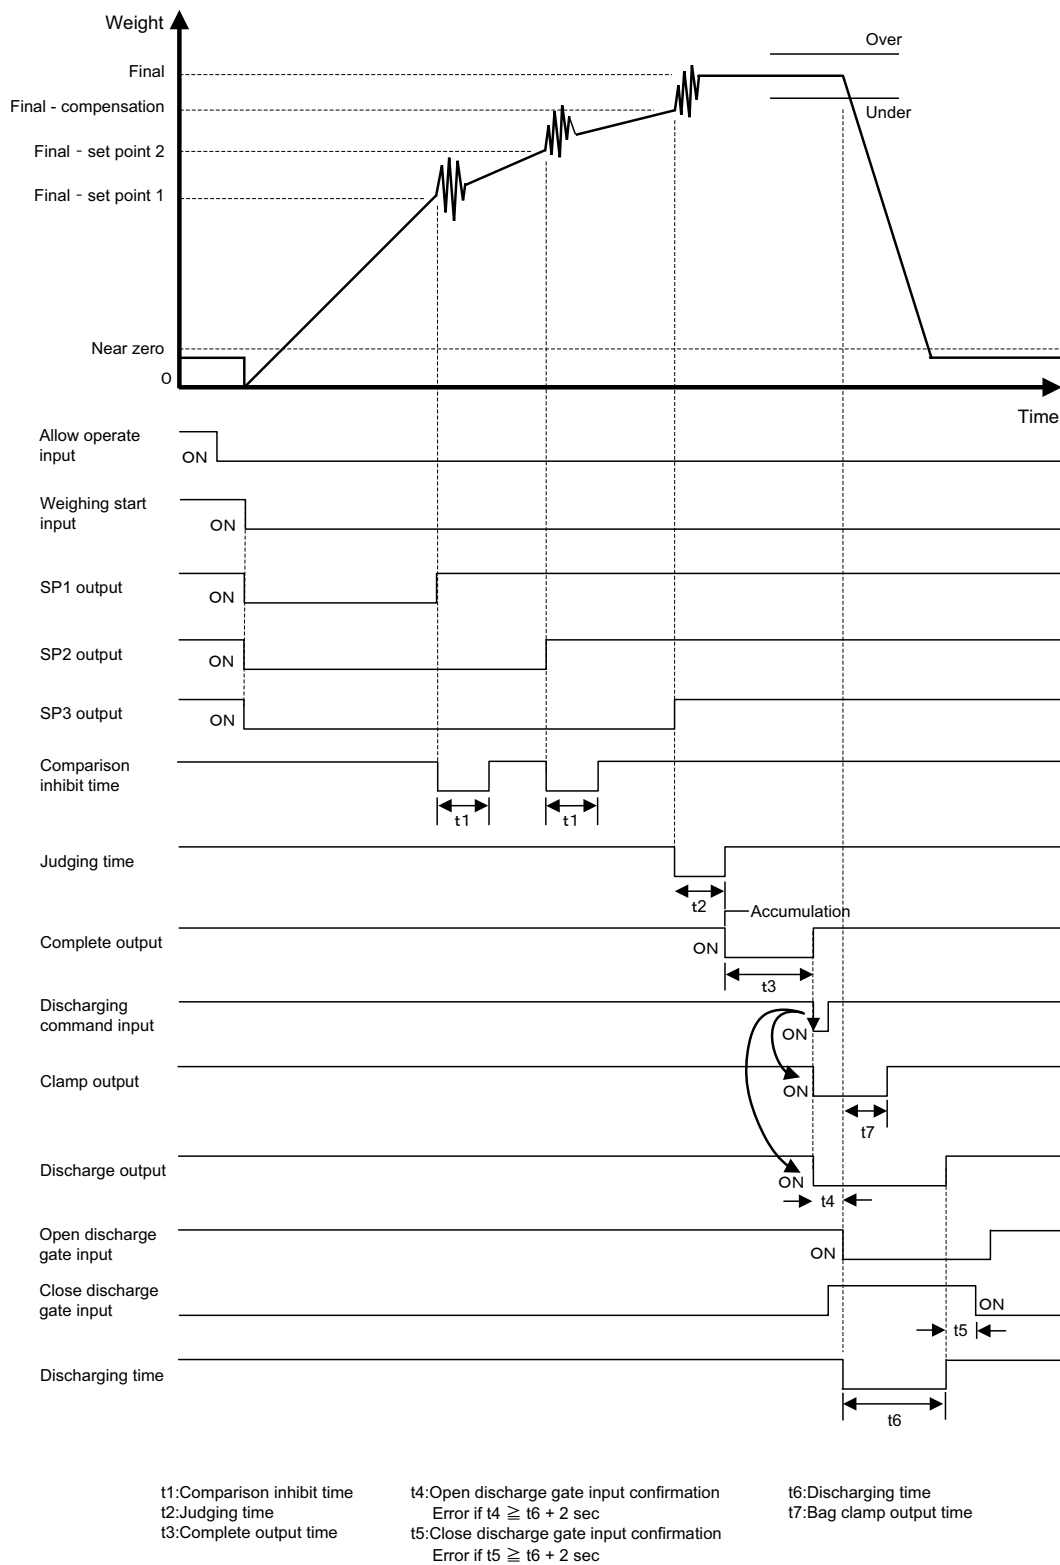 Weight
Over
Final
Final - compensation
Under
Final - set point 2
Final - set point 1
Near zero
0
Time
Allow operate
input
ON
Weighing start
input
ON
SP1 output
ON
SP2 output
ON
SP3 output
ON
Comparison
inhibit time
t1
t1
Judging time
t2
Accumulation
Complete output
ON
t3
Discharging
command input
ON
Clamp output
ON
t7
Discharge output
ON
t4
Open discharge
gate input
ON
Close discharge
gate input
ON
t5
Discharging time
t6
t1:Comparison inhibit time
t2:Judging time
t3:Complete output time
t4:Open discharge gate input confirmation
Error if t4 ≧ t6 + 2 sec
t5:Close discharge gate input confirmation
Error if t5 ≧ t6 + 2 sec
t6:Discharging time
t7:Bag clamp output time